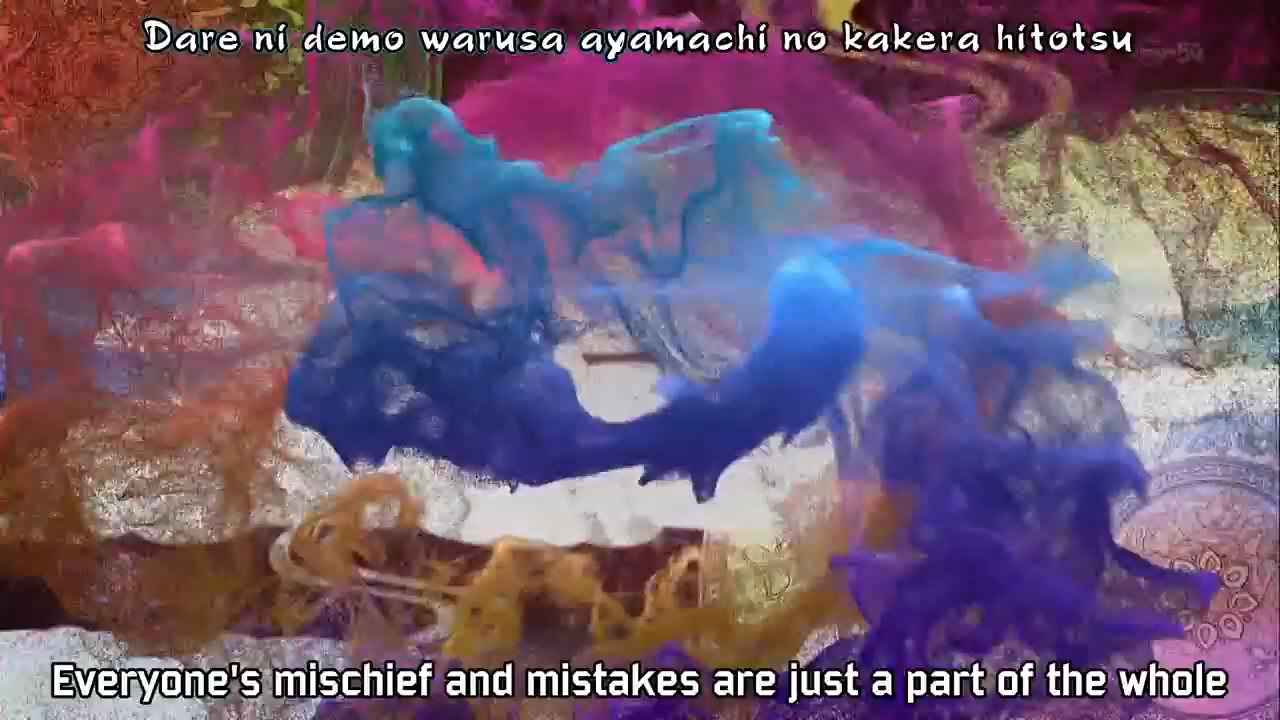 Dare ni demo warusa ayamachi no kakera hitotsu
Everyone's mischief and mistakes are just a part of the whole